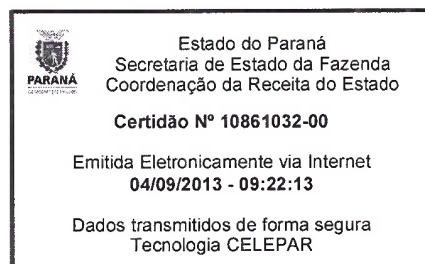 Estado do Paraná
Secretaria de Estado da Fazenda
PARANÁ
Coordenação da Receita do Estado
Certidão Nº 10861032-00
Emitida Eletronicamente via Internet
04/09/2013 - 09:22:13
Dados transmitidos de forma segura
Tecnologia CELEPAR